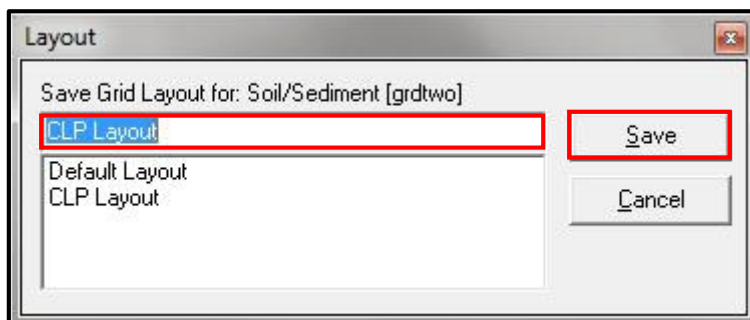 Layout
Save Grid Layout for: Soil/Sediment [grdtwo]
CLP Layout
Save
Default Layout
CLP Layout
Cancel